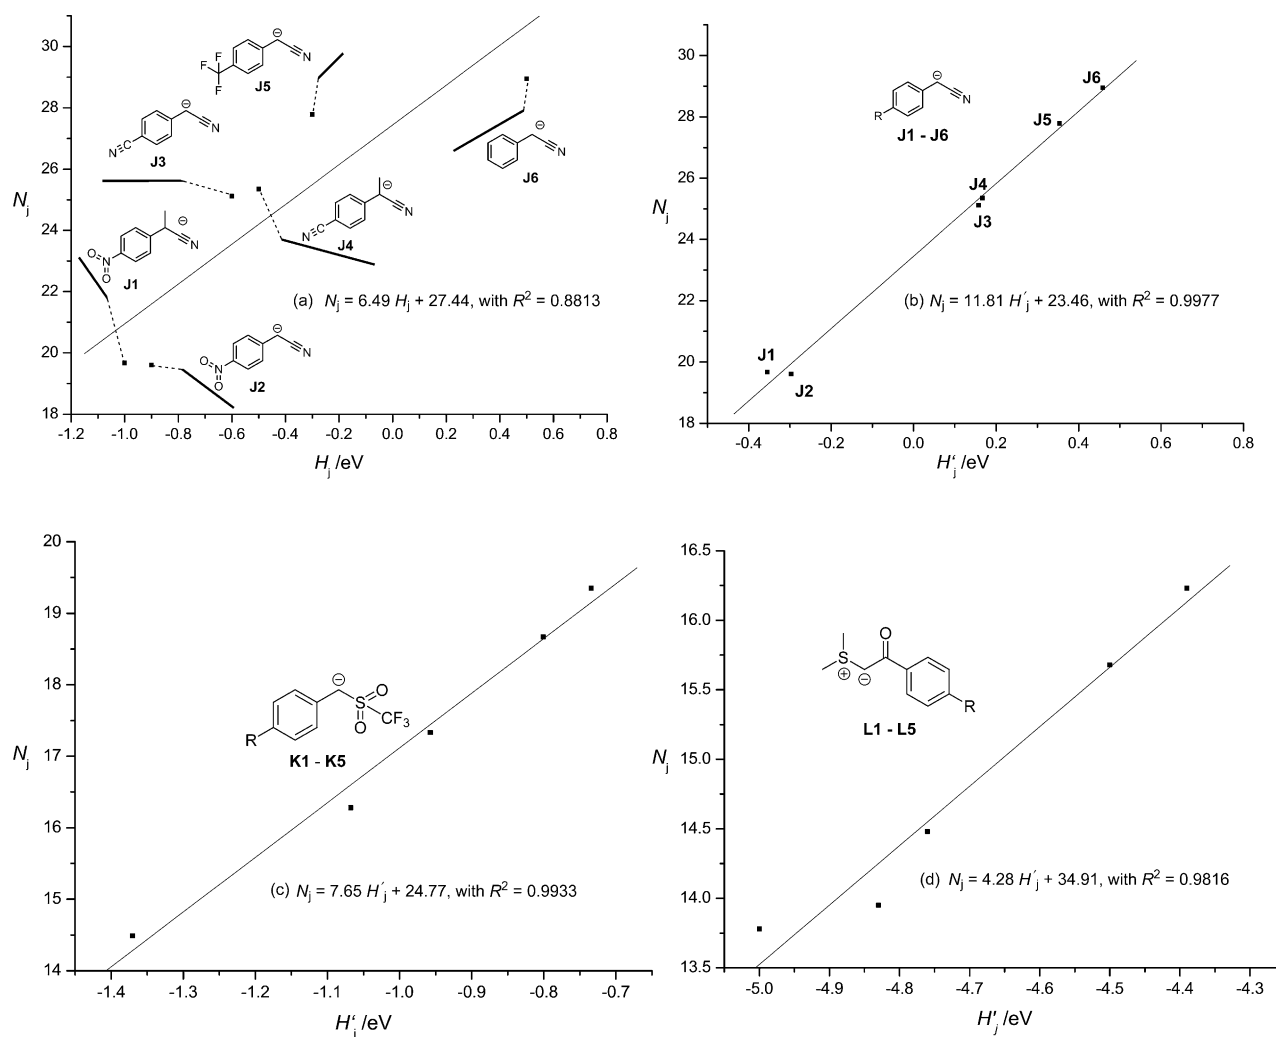 30
28
26
24
22
20
18
N_j
-1.2 -1.0 -0.8 -0.6 -0.4 -0.2 0.0 0.2 0.4 0.6 0.8
H_j /eV
F
F
F
⊖
N
J5
⊖
N
N
C
J3
⊖
N
J6
⊖
N
N
O
O
J1
⊖
N
N
C
J4
⊖
N
N
O
O
J2
(a) N_j = 6.49 H_j + 27.44, with R² = 0.8813
30
28
26
24
22
20
18
N_j
-0.4 -0.2 0.0 0.2 0.4 0.6 0.8
H‘_j /eV
⊖
N
R
J1 - J6
J6
J5
J4
J3
J1
J2
(b) N_j = 11.81 H´_j + 23.46, with R² = 0.9977
20
19
18
17
16
15
14
N_j
-1.4 -1.3 -1.2 -1.1 -1.0 -0.9 -0.8 -0.7
H‘_j /eV
⊖
S
O
O
CF₃
R
K1 - K5
(c) N_j = 7.65 H´_j + 24.77, with R² = 0.9933
16.5
16.0
15.5
15.0
14.5
14.0
13.5
N_j
-5.0 -4.9 -4.8 -4.7 -4.6 -4.5 -4.4 -4.3
H'_j /eV
O
S
⊕ ⊖
R
L1 - L5
(d) N_j = 4.28 H´_j + 34.91, with R² = 0.9816